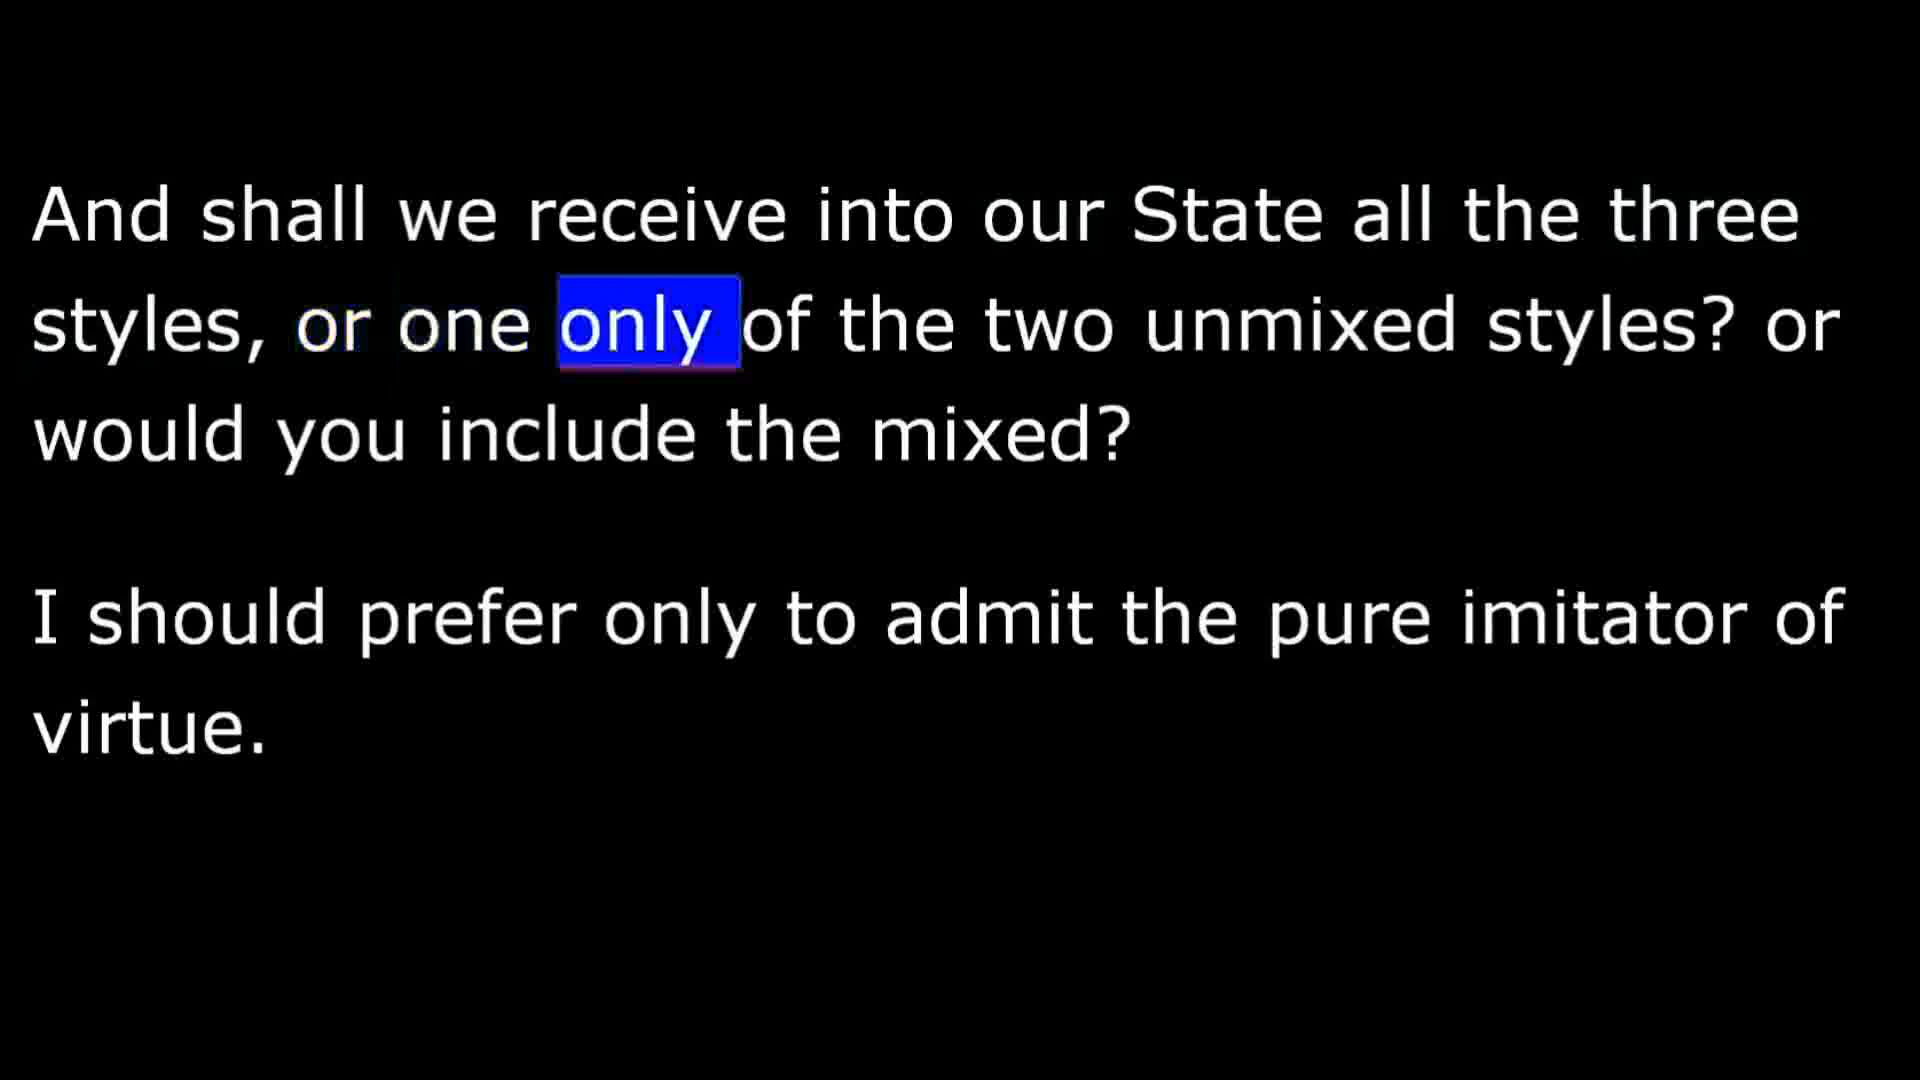 And shall we receive into our State all the three
styles, or one only of the two unmixed styles? or
would you include the mixed?
I should prefer only to admit the pure imitator of
virtue.